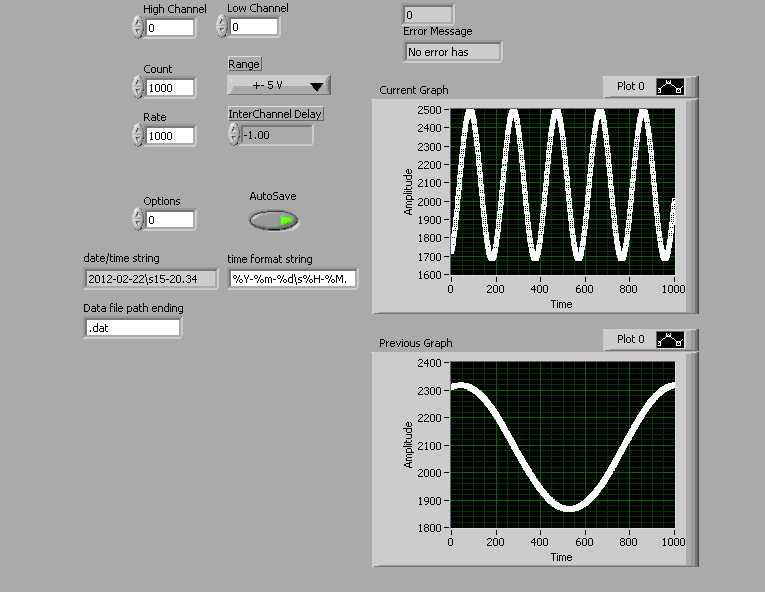 High Channel
0
Low Channel
0
0
Error Message
No error has
Count
1000
Range
+- 5 V
Rate
1000
InterChannel Delay
-1.00
Options
0
AutoSave
date/time string
2012-02-22\s15-20.34
time format string
%Y-%m-%d\s%H-%M.
Data file path ending
.dat
Current Graph
Plot 0
2500
2400
2300
2200
2100
2000
1900
1800
1700
1600
Amplitude
0 200 400 600 800 1000
Time
Previous Graph
Plot 0
2400
2300
2200
2100
2000
1900
1800
Amplitude
0 200 400 600 800 1000
Time